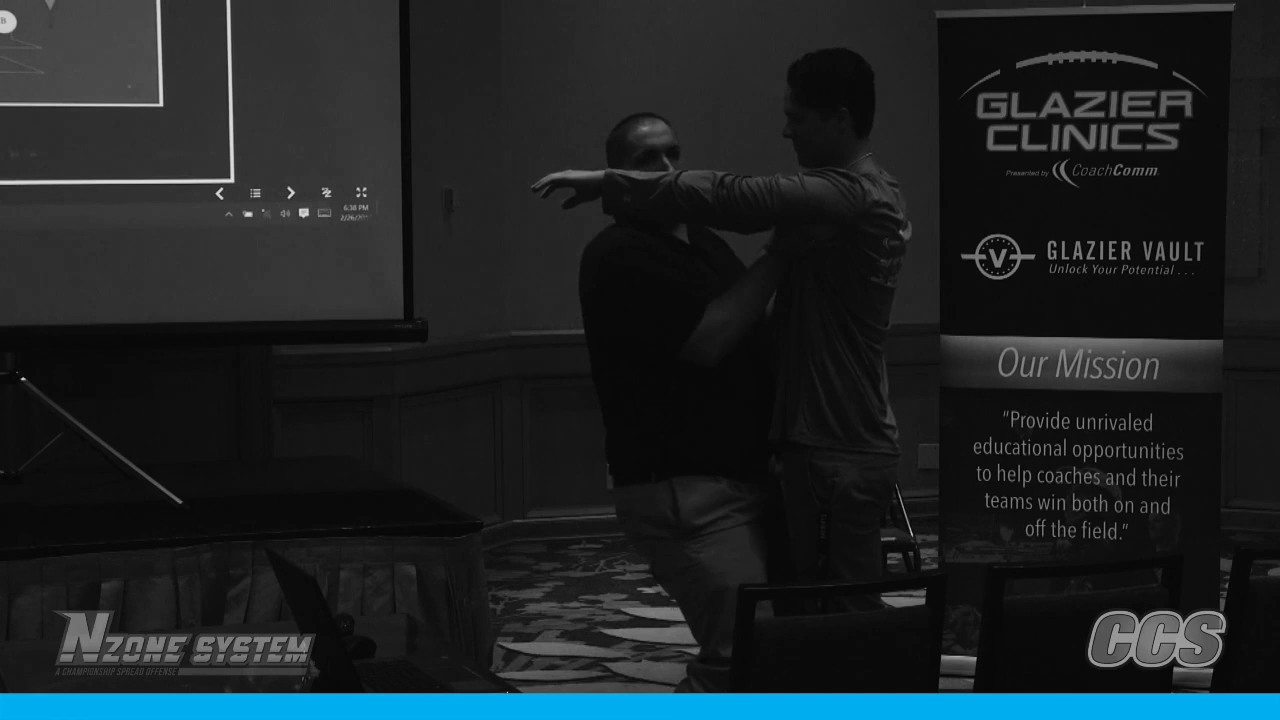 B
6:38 PM
GLAZIER
CLINICS
Presented by CoachComm
V
GLAZIER VAULT
Unlock Your Potential . . .
Our Mission
“Provide unrivaled
educational opportunities
to help coaches and their
teams win both on and
off the field.”
NZONE SYSTEM
A CHAMPIONSHIP SPREAD OFFENSE
CCS